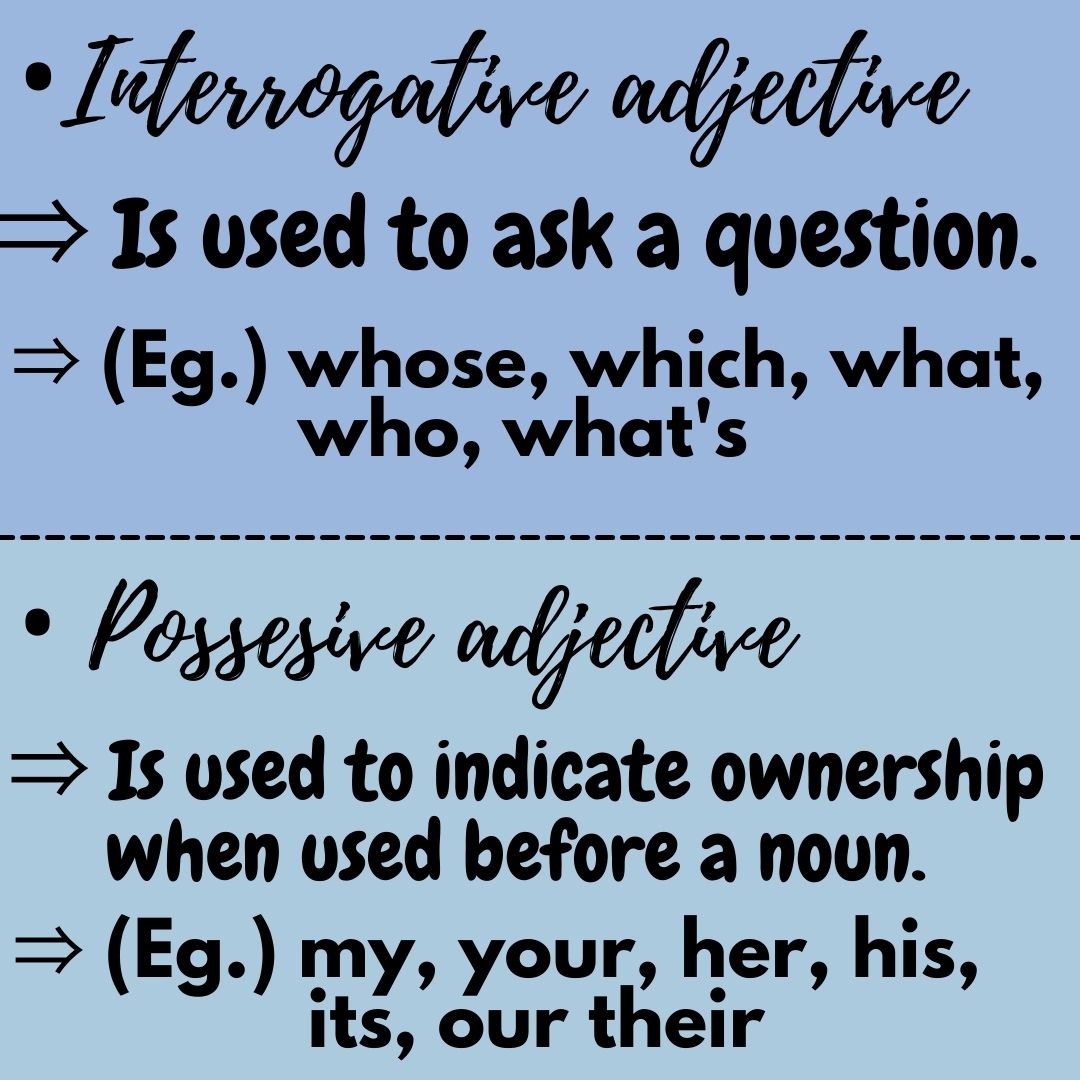 • Interrogative adjective
⇒ Is used to ask a question.
⇒ (Eg.) whose, which, what,
who, what's
• Possesive adjective
⇒ Is used to indicate ownership
when used before a noun.
⇒ (Eg.) my, your, her, his,
its, our their